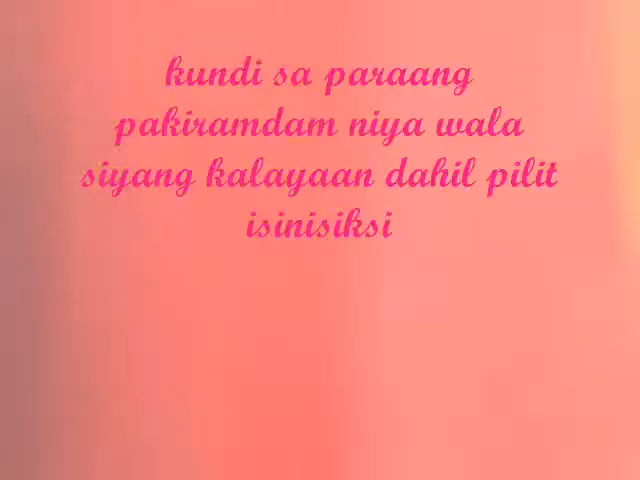 kundi sa paraang
pakiramdam niya wala
siyang kalayaan dahil pilit
isinisiksi